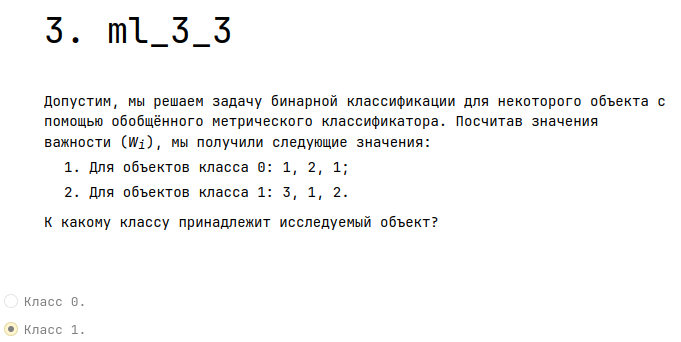 3. ml_3_3
Допустим, мы решаем задачу бинарной классификации для некоторого объекта с
помощью обобщённого метрического классификатора. Посчитав значения
важности (Wi), мы получили следующие значения:
1. Для объектов класса 0: 1, 2, 1;
2. Для объектов класса 1: 3, 1, 2.
К какому классу принадлежит исследуемый объект?
Класс 0.
Класс 1.